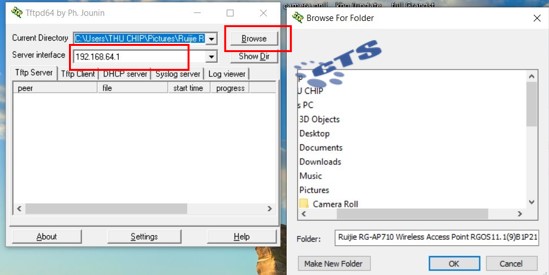 Tftpd64 by Ph. Jounin
Current Directory C:\Users\THU CHIP\Pictures\Ruijie R Browse
Server interface 192.168.64.1 Show Dir
Tftp Server Tftp Client DHCP server Syslog server Log viewer
peer file start time progress
About Settings Help
Browse For Folder
GTS
U CHIP
s PC
3D Objects
Desktop
Documents
Downloads
Music
Pictures
Camera Roll
Folder: Ruijie RG-AP710 Wireless Access Point RGOS11.1(9)B1P21
Make New Folder OK Cancel